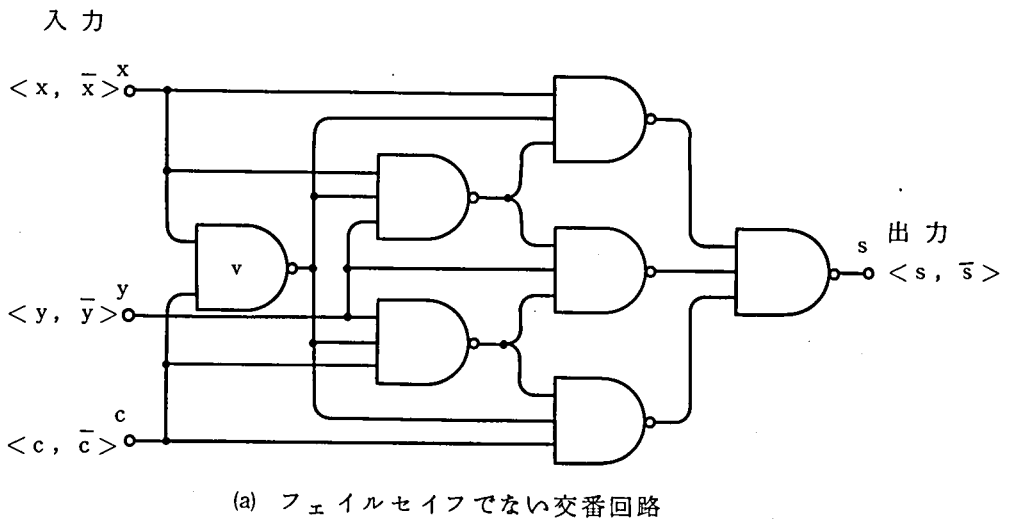 入力
x
<x, x̄>
v
y
<y, ȳ>
c
<c, c̄>
s
出力
<s, s̄>
(a) フェイルセイフでない交番回路